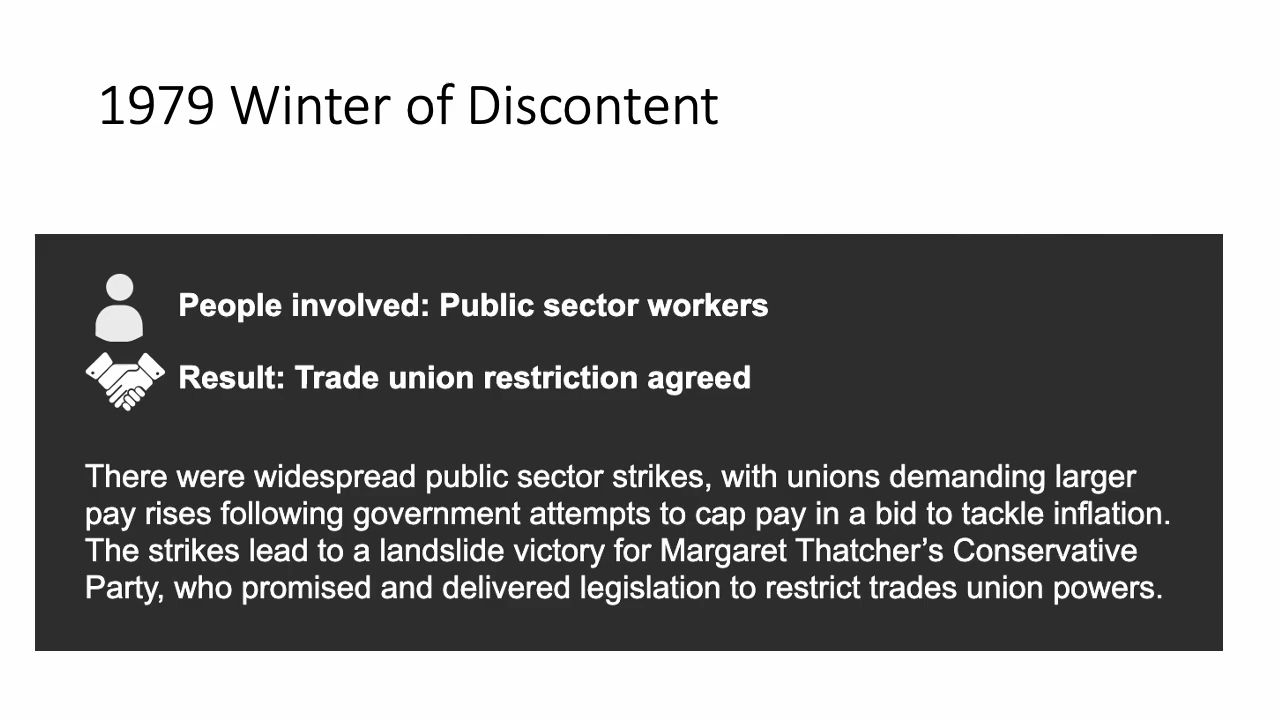 1979 Winter of Discontent
People involved: Public sector workers
Result: Trade union restriction agreed
There were widespread public sector strikes, with unions demanding larger
pay rises following government attempts to cap pay in a bid to tackle inflation.
The strikes lead to a landslide victory for Margaret Thatcher’s Conservative
Party, who promised and delivered legislation to restrict trades union powers.